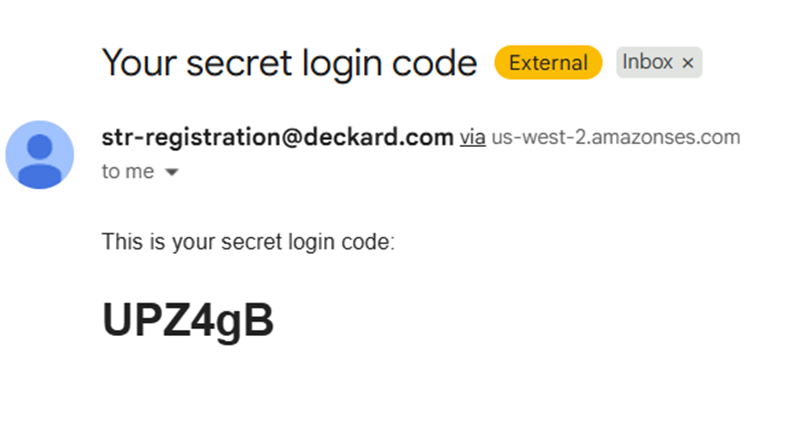 Your secret login code External Inbox ×
str-registration@deckard.com via us-west-2.amazonses.com
to me
This is your secret login code:
UPZ4gB